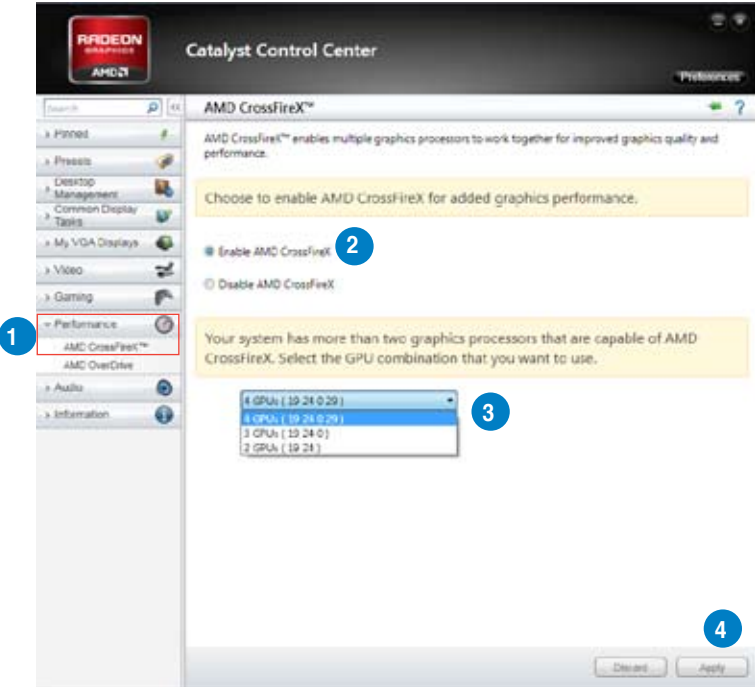 RADEON
GRAPHICS
AMD
Catalyst Control Center
Preferences
Search
«
AMD CrossFireX™
?
Pinned
AMD CrossFireX™ enables multiple graphics processors to work together for improved graphics quality and
performance.
Presets
Desktop
Management
Choose to enable AMD CrossFireX for added graphics performance.
Common Display
Tasks
My VGA Displays
Enable AMD CrossFireX
2
Video
Disable AMD CrossFireX
Gaming
1
Performance
AMD CrossFireX™
AMD OverDrive
Your system has more than two graphics processors that are capable of AMD
CrossFireX. Select the GPU combination that you want to use.
Audio
Information
4 GPUs ( 19 24 0 29 )
4 GPUs ( 19 24 0 29 )
3 GPUs ( 19 24 0 )
2 GPUs ( 19 24 )
3
4
Discard
Apply